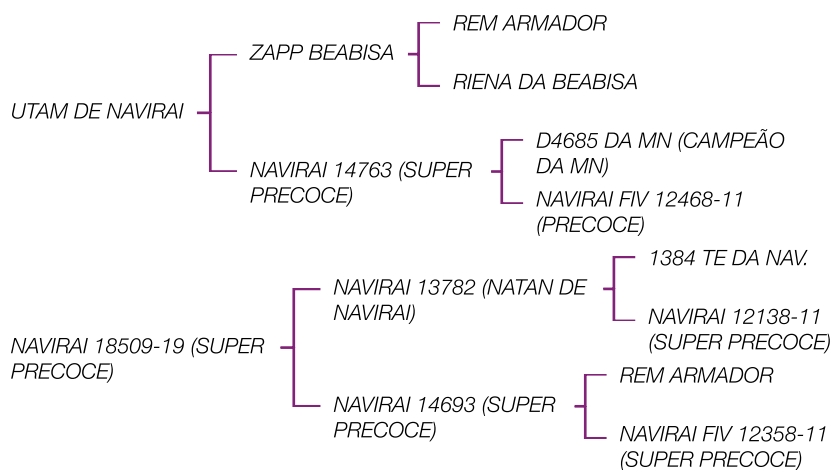 REM ARMADOR
ZAPP BEABISA
RIENA DA BEABISA
UTAM DE NAVIRAI
D4685 DA MN (CAMPEÃO
DA MN)
NAVIRAI 14763 (SUPER
PRECOCE)
NAVIRAI FIV 12468-11
(PRECOCE)
1384 TE DA NAV.
NAVIRAI 13782 (NATAN DE
NAVIRAI)
NAVIRAI 12138-11
(SUPER PRECOCE)
NAVIRAI 18509-19 (SUPER
PRECOCE)
REM ARMADOR
NAVIRAI 14693 (SUPER
PRECOCE)
NAVIRAI FIV 12358-11
(SUPER PRECOCE)